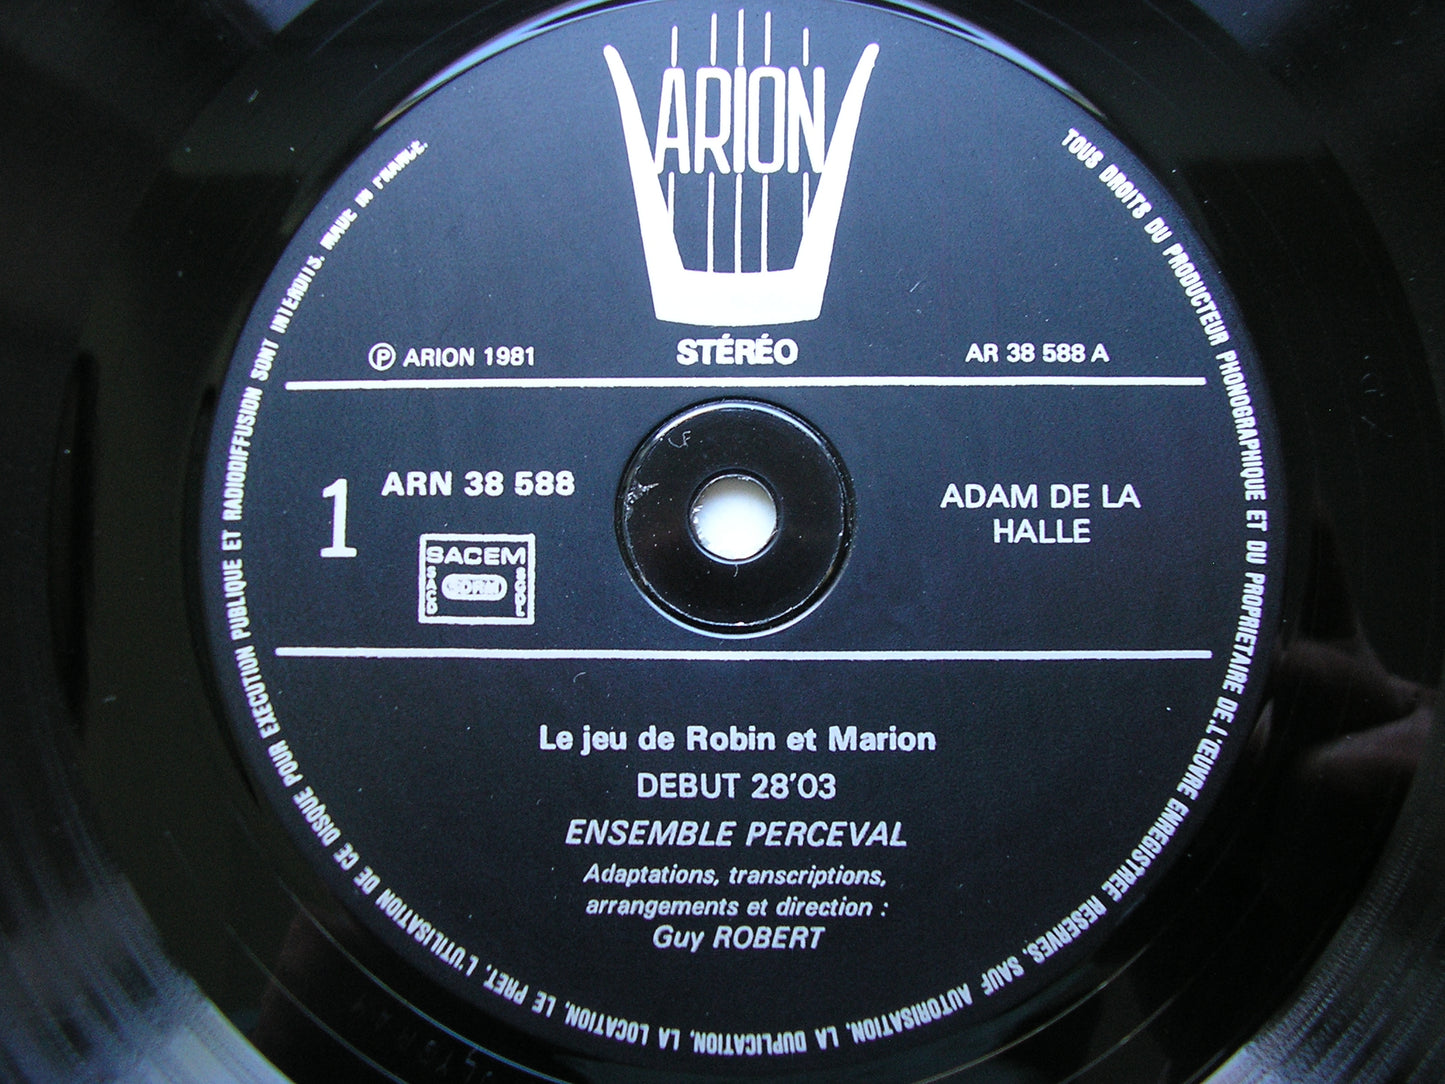 ARION
STÉRÉO
℗ ARION 1981
AR 38 588 A
1
ARN 38 588
SACEM
SACD
SDRM
SGDL
ADAM DE LA
HALLE
Le jeu de Robin et Marion
DEBUT 28'03
ENSEMBLE PERCEVAL
Adaptations, transcriptions,
arrangements et direction :
Guy ROBERT
TOUS DROITS DU PRODUCTEUR PHONOGRAPHIQUE ET DU PROPRIETAIRE DE L'ŒUVRE ENREGISTREE RESERVES. SAUF AUTORISATION, LA DUPLICATION, LA LOCATION, LE PRET, L'UTILISATION DE CE DISQUE POUR EXECUTION PUBLIQUE ET RADIODIFFUSION SONT INTERDITS. MADE IN FRANCE.